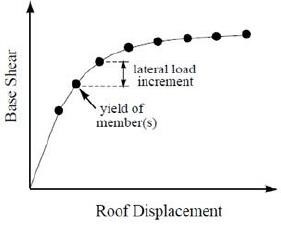 Base Shear
lateral load
increment
yield of
member(s)
Roof Displacement